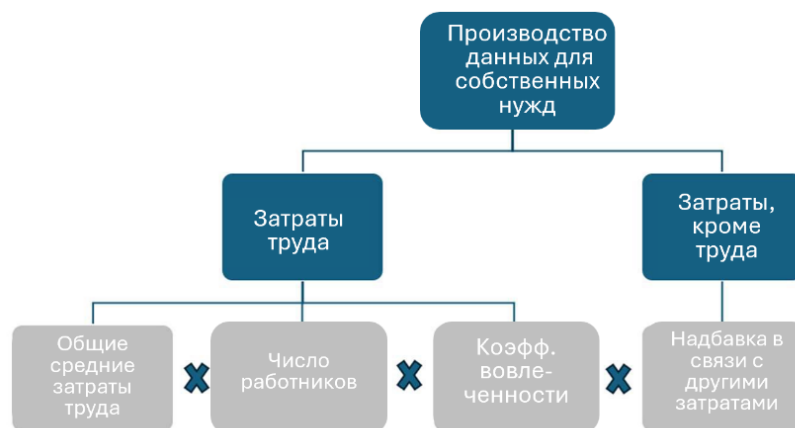 Производство
данных для
собственных
нужд
Затраты
труда
Затраты,
кроме
труда
Общие
средние
затраты
труда
Число
работников
Коэфф.
вовле-
ченности
Надбавка в
связи с
другими
затратами